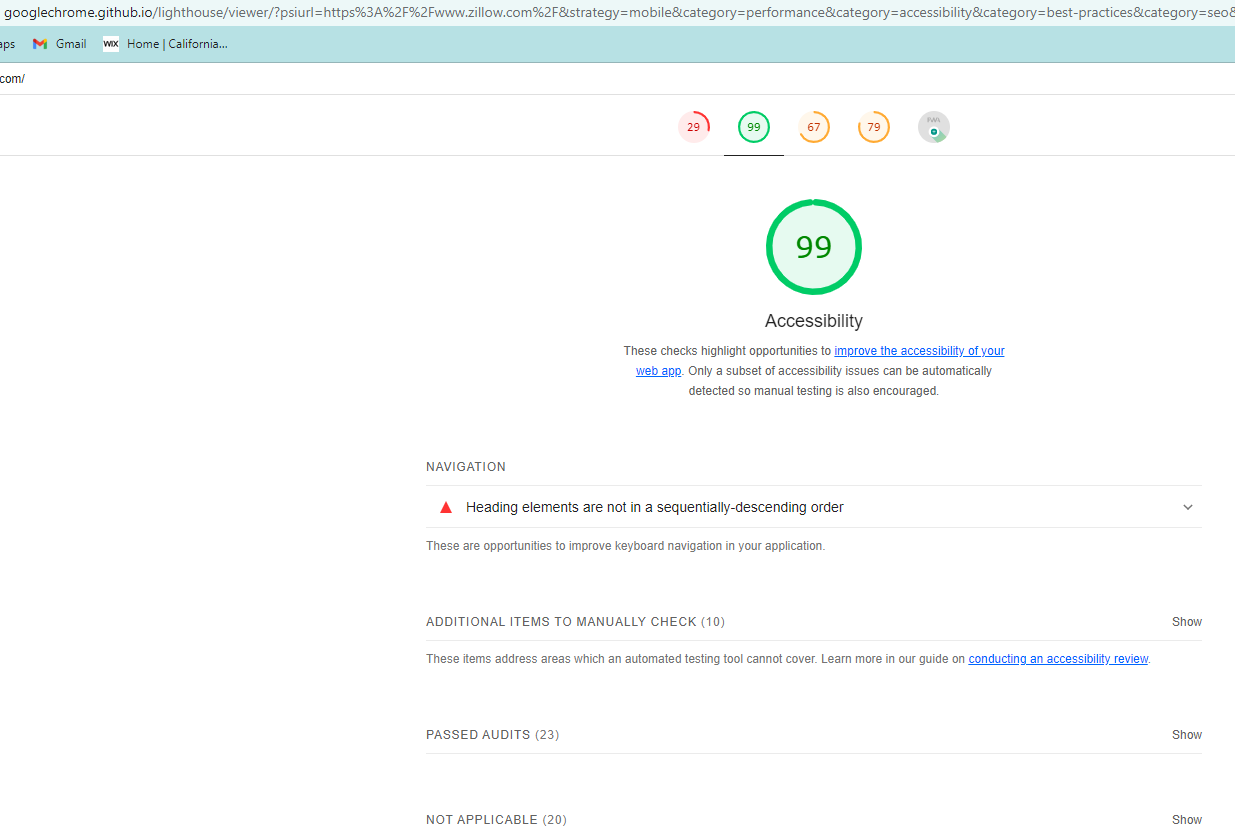 googlechrome.github.io/lighthouse/viewer/?psiurl=https%3A%2F%2Fwww.zillow.com%2F&strategy=mobile&category=performance&category=accessibility&category=best-practices&category=seo&
aps Gmail WIX Home | California...
com/
29 99 67 79 PWA
99
Accessibility
These checks highlight opportunities to improve the accessibility of your
web app. Only a subset of accessibility issues can be automatically
detected so manual testing is also encouraged.
NAVIGATION
Heading elements are not in a sequentially-descending order
These are opportunities to improve keyboard navigation in your application.
ADDITIONAL ITEMS TO MANUALLY CHECK (10) Show
These items address areas which an automated testing tool cannot cover. Learn more in our guide on conducting an accessibility review.
PASSED AUDITS (23) Show
NOT APPLICABLE (20) Show